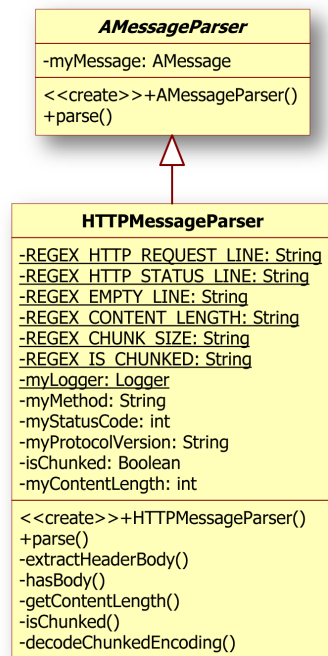 AMessageParser
-myMessage: AMessage
<<create>>+AMessageParser()
+parse()
HTTPMessageParser
-REGEX_HTTP_REQUEST_LINE: String
-REGEX_HTTP_STATUS_LINE: String
-REGEX_EMPTY_LINE: String
-REGEX_CONTENT_LENGTH: String
-REGEX_CHUNK_SIZE: String
-REGEX_IS_CHUNKED: String
-myLogger: Logger
-myMethod: String
-myStatusCode: int
-myProtocolVersion: String
-isChunked: Boolean
-myContentLength: int
<<create>>+HTTPMessageParser()
+parse()
-extractHeaderBody()
-hasBody()
-getContentLength()
-isChunked()
-decodeChunkedEncoding()